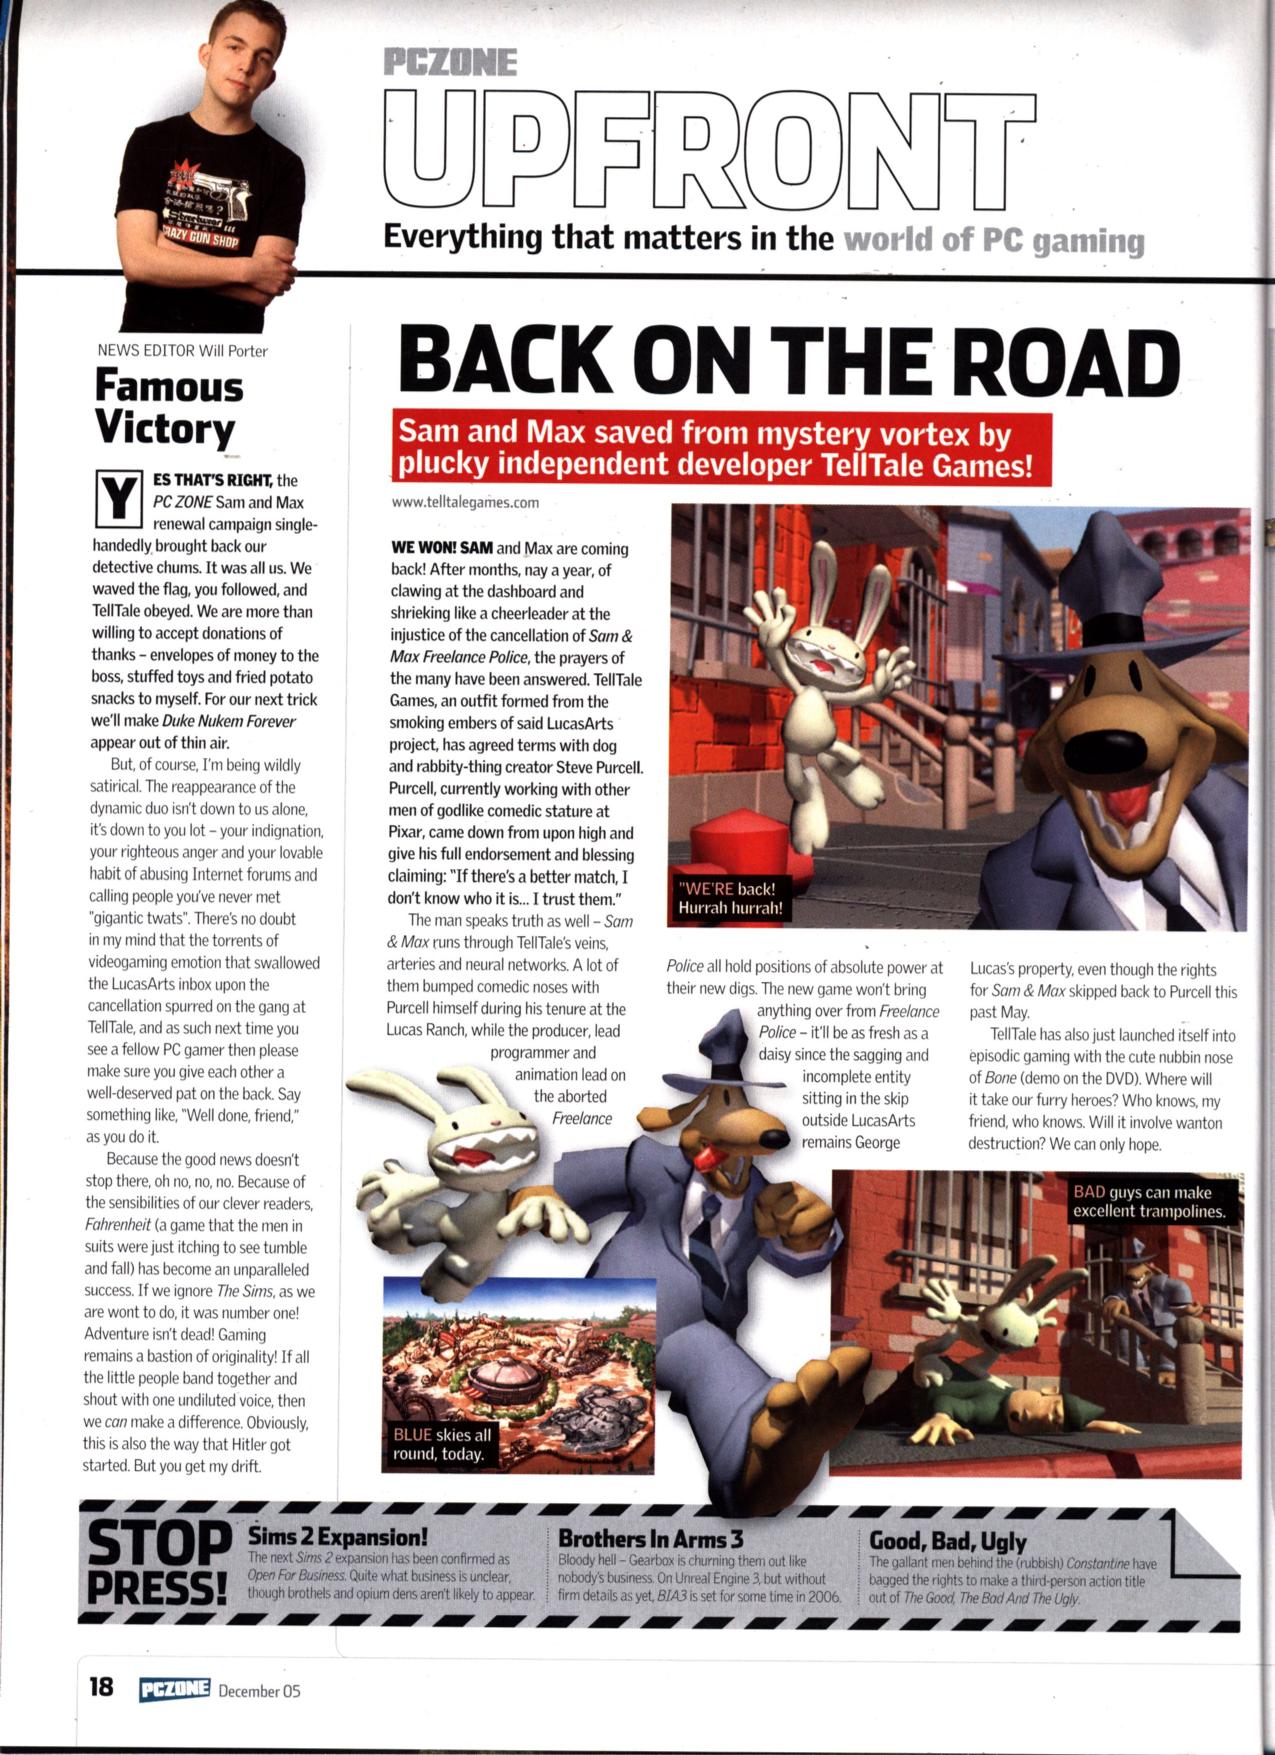 PCZONE
UPFRONT
Everything that matters in the world of PC gaming
Storkwear
CRAZY GUN SHOP
NEWS EDITOR Will Porter
Famous
Victory
YES THAT'S RIGHT, the
PC ZONE Sam and Max
renewal campaign single-
handedly brought back our
detective chums. It was all us. We
waved the flag, you followed, and
TellTale obeyed. We are more than
willing to accept donations of
thanks – envelopes of money to the
boss, stuffed toys and fried potato
snacks to myself. For our next trick
we'll make Duke Nukem Forever
appear out of thin air.
But, of course, I'm being wildly
satirical. The reappearance of the
dynamic duo isn't down to us alone,
it's down to you lot – your indignation,
your righteous anger and your lovable
habit of abusing Internet forums and
calling people you've never met
"gigantic twats". There's no doubt
in my mind that the torrents of
videogaming emotion that swallowed
the LucasArts inbox upon the
cancellation spurred on the gang at
TellTale, and as such next time you
see a fellow PC gamer then please
make sure you give each other a
well-deserved pat on the back. Say
something like, "Well done, friend,"
as you do it.
Because the good news doesn't
stop there, oh no, no, no. Because of
the sensibilities of our clever readers,
Fahrenheit (a game that the men in
suits were just itching to see tumble
and fall) has become an unparalleled
success. If we ignore The Sims, as we
are wont to do, it was number one!
Adventure isn't dead! Gaming
remains a bastion of originality! If all
the little people band together and
shout with one undiluted voice, then
we can make a difference. Obviously,
this is also the way that Hitler got
started. But you get my drift.
BACK ON THE ROAD
Sam and Max saved from mystery vortex by
plucky independent developer TellTale Games!
www.telltalegames.com
WE WON! SAM and Max are coming
back! After months, nay a year, of
clawing at the dashboard and
shrieking like a cheerleader at the
injustice of the cancellation of Sam &
Max Freelance Police, the prayers of
the many have been answered. TellTale
Games, an outfit formed from the
smoking embers of said LucasArts
project, has agreed terms with dog
and rabbity-thing creator Steve Purcell.
Purcell, currently working with other
men of godlike comedic stature at
Pixar, came down from upon high and
give his full endorsement and blessing
claiming: "If there's a better match, I
don't know who it is... I trust them."
The man speaks truth as well – Sam
& Max runs through TellTale's veins,
arteries and neural networks. A lot of
them bumped comedic noses with
Purcell himself during his tenure at the
Lucas Ranch, while the producer, lead
programmer and
animation lead on
the aborted
Freelance
Police all hold positions of absolute power at
their new digs. The new game won't bring
anything over from Freelance
Police – it'll be as fresh as a
daisy since the sagging and
incomplete entity
sitting in the skip
outside LucasArts
remains George
Lucas's property, even though the rights
for Sam & Max skipped back to Purcell this
past May.
TellTale has also just launched itself into
episodic gaming with the cute nubbin nose
of Bone (demo on the DVD). Where will
it take our furry heroes? Who knows, my
friend, who knows. Will it involve wanton
destruction? We can only hope.
"WE'RE back!
Hurrah hurrah!
BAD guys can make
excellent trampolines.
BLUE skies all
round, today.
STOP
PRESS!
Sims 2 Expansion!
The next Sims 2 expansion has been confirmed as
Open For Business. Quite what business is unclear,
though brothels and opium dens aren't likely to appear.
Brothers In Arms 3
Bloody hell – Gearbox is churning them out like
nobody's business. On Unreal Engine 3, but without
firm details as yet, BIA3 is set for some time in 2006.
Good, Bad, Ugly
The gallant men behind the (rubbish) Constantine have
bagged the rights to make a third-person action title
out of The Good, The Bad And The Ugly.
18
PCZONE
December 05